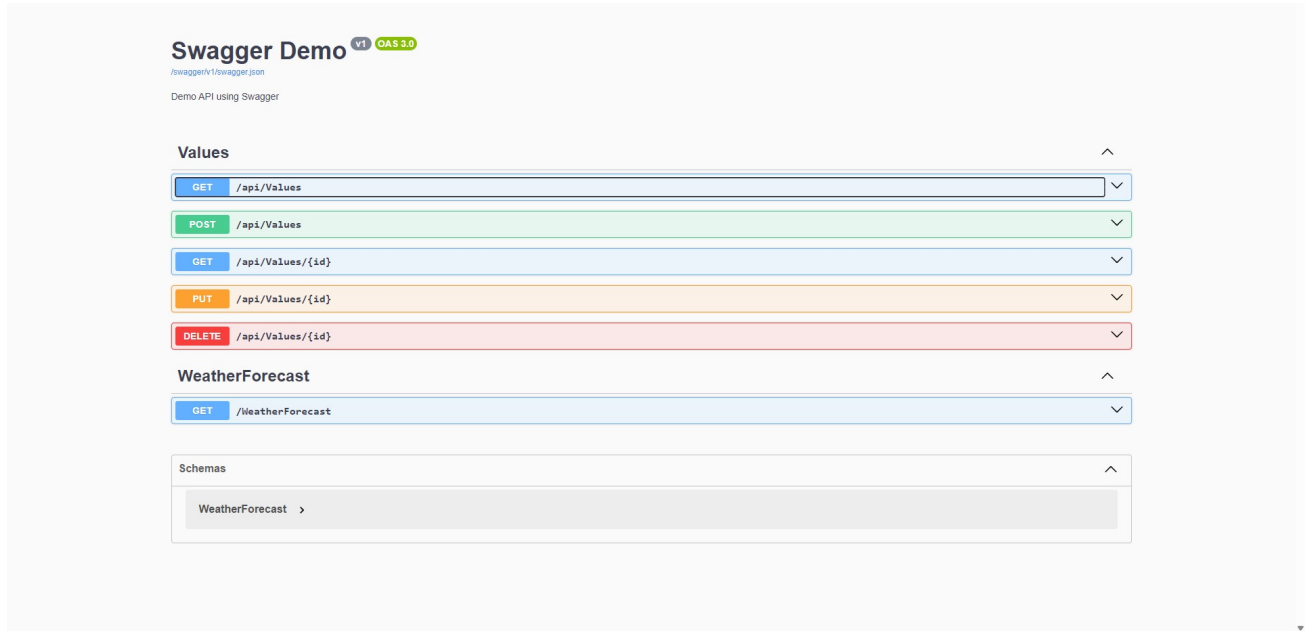 Swagger Demo v1 OAS 3.0
/swagger/v1/swagger.json
Demo API using Swagger
Values
GET /api/Values
POST /api/Values
GET /api/Values/{id}
PUT /api/Values/{id}
DELETE /api/Values/{id}
WeatherForecast
GET /WeatherForecast
Schemas
WeatherForecast